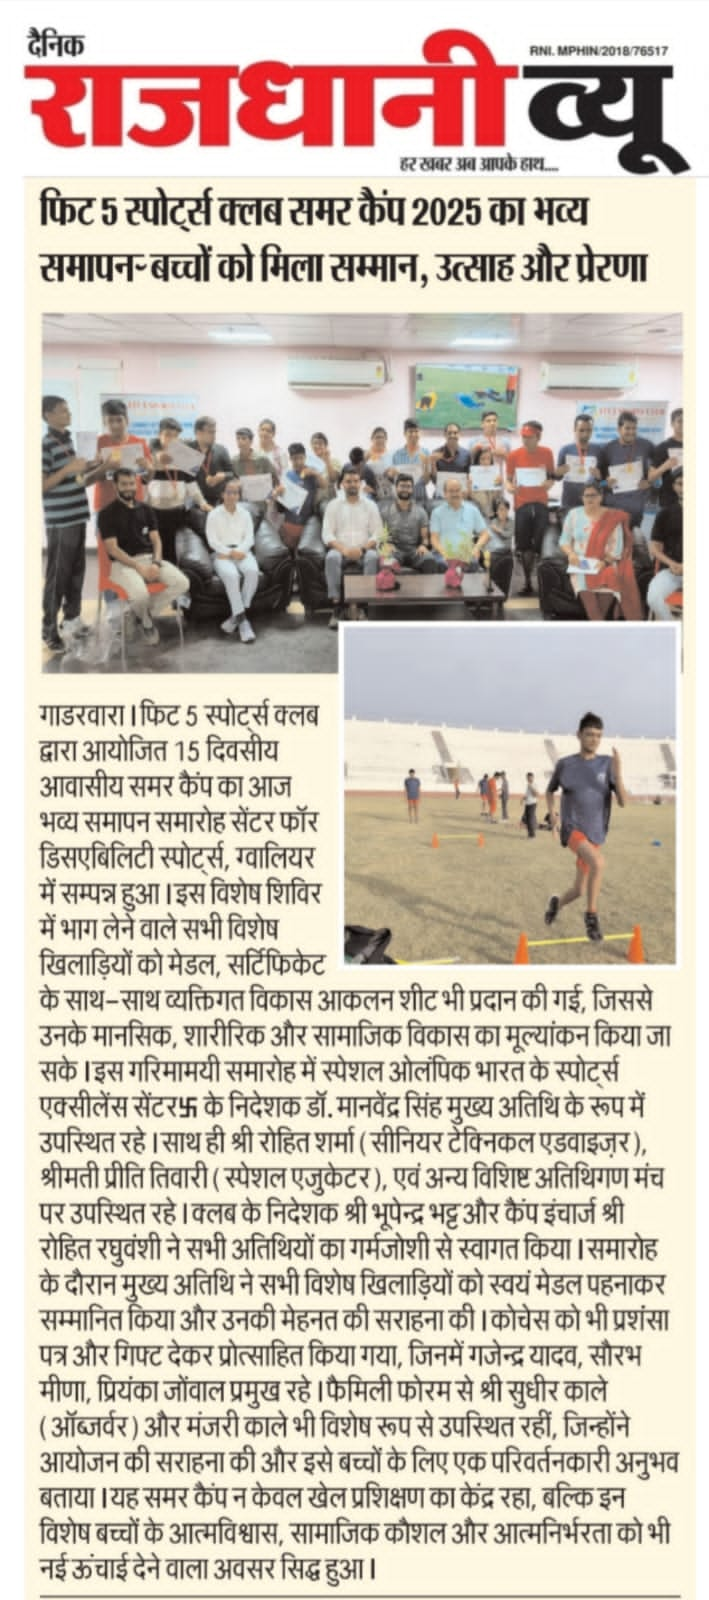 दैनिक
RNI. MPHIN/2018/76517
राजधानी व्यू
हर खबर अब आपके हाथ....
फिट 5 स्पोर्ट्स क्लब समर कैंप 2025 का भव्य
समापन- बच्चों को मिला सम्मान, उत्साह और प्रेरणा
गाडरवारा । फिट 5 स्पोर्ट्स क्लब
द्वारा आयोजित 15 दिवसीय
आवासीय समर कैंप का आज
भव्य समापन समारोह सेंटर फॉर
डिसएबिलिटी स्पोर्ट्स, ग्वालियर
में सम्पन्न हुआ । इस विशेष शिविर
में भाग लेने वाले सभी विशेष
खिलाड़ियों को मेडल, सर्टिफिकेट
के साथ-साथ व्यक्तिगत विकास आकलन शीट भी प्रदान की गई, जिससे
उनके मानसिक, शारीरिक और सामाजिक विकास का मूल्यांकन किया जा
सके । इस गरिमामयी समारोह में स्पेशल ओलंपिक भारत के स्पोर्ट्स
एक्सीलेंस सेंटर卐 के निदेशक डॉ. मानवेंद्र सिंह मुख्य अतिथि के रूप में
उपस्थित रहे । साथ ही श्री रोहित शर्मा ( सीनियर टेक्निकल एडवाइज़र ),
श्रीमती प्रीति तिवारी ( स्पेशल एजुकेटर ), एवं अन्य विशिष्ट अतिथिगण मंच
पर उपस्थित रहे । क्लब के निदेशक श्री भूपेन्द्र भट्ट और कैंप इंचार्ज श्री
रोहित रघुवंशी ने सभी अतिथियों का गर्मजोशी से स्वागत किया । समारोह
के दौरान मुख्य अतिथि ने सभी विशेष खिलाड़ियों को स्वयं मेडल पहनाकर
सम्मानित किया और उनकी मेहनत की सराहना की । कोचेस को भी प्रशंसा
पत्र और गिफ्ट देकर प्रोत्साहित किया गया, जिनमें गजेन्द्र यादव, सौरभ
मीणा, प्रियंका जोंवाल प्रमुख रहे । फैमिली फोरम से श्री सुधीर काले
( ऑब्जर्वर ) और मंजरी काले भी विशेष रूप से उपस्थित रहीं, जिन्होंने
आयोजन की सराहना की और इसे बच्चों के लिए एक परिवर्तनकारी अनुभव
बताया । यह समर कैंप न केवल खेल प्रशिक्षण का केंद्र रहा, बल्कि इन
विशेष बच्चों के आत्मविश्वास, सामाजिक कौशल और आत्मनिर्भरता को भी
नई ऊंचाई देने वाला अवसर सिद्ध हुआ ।